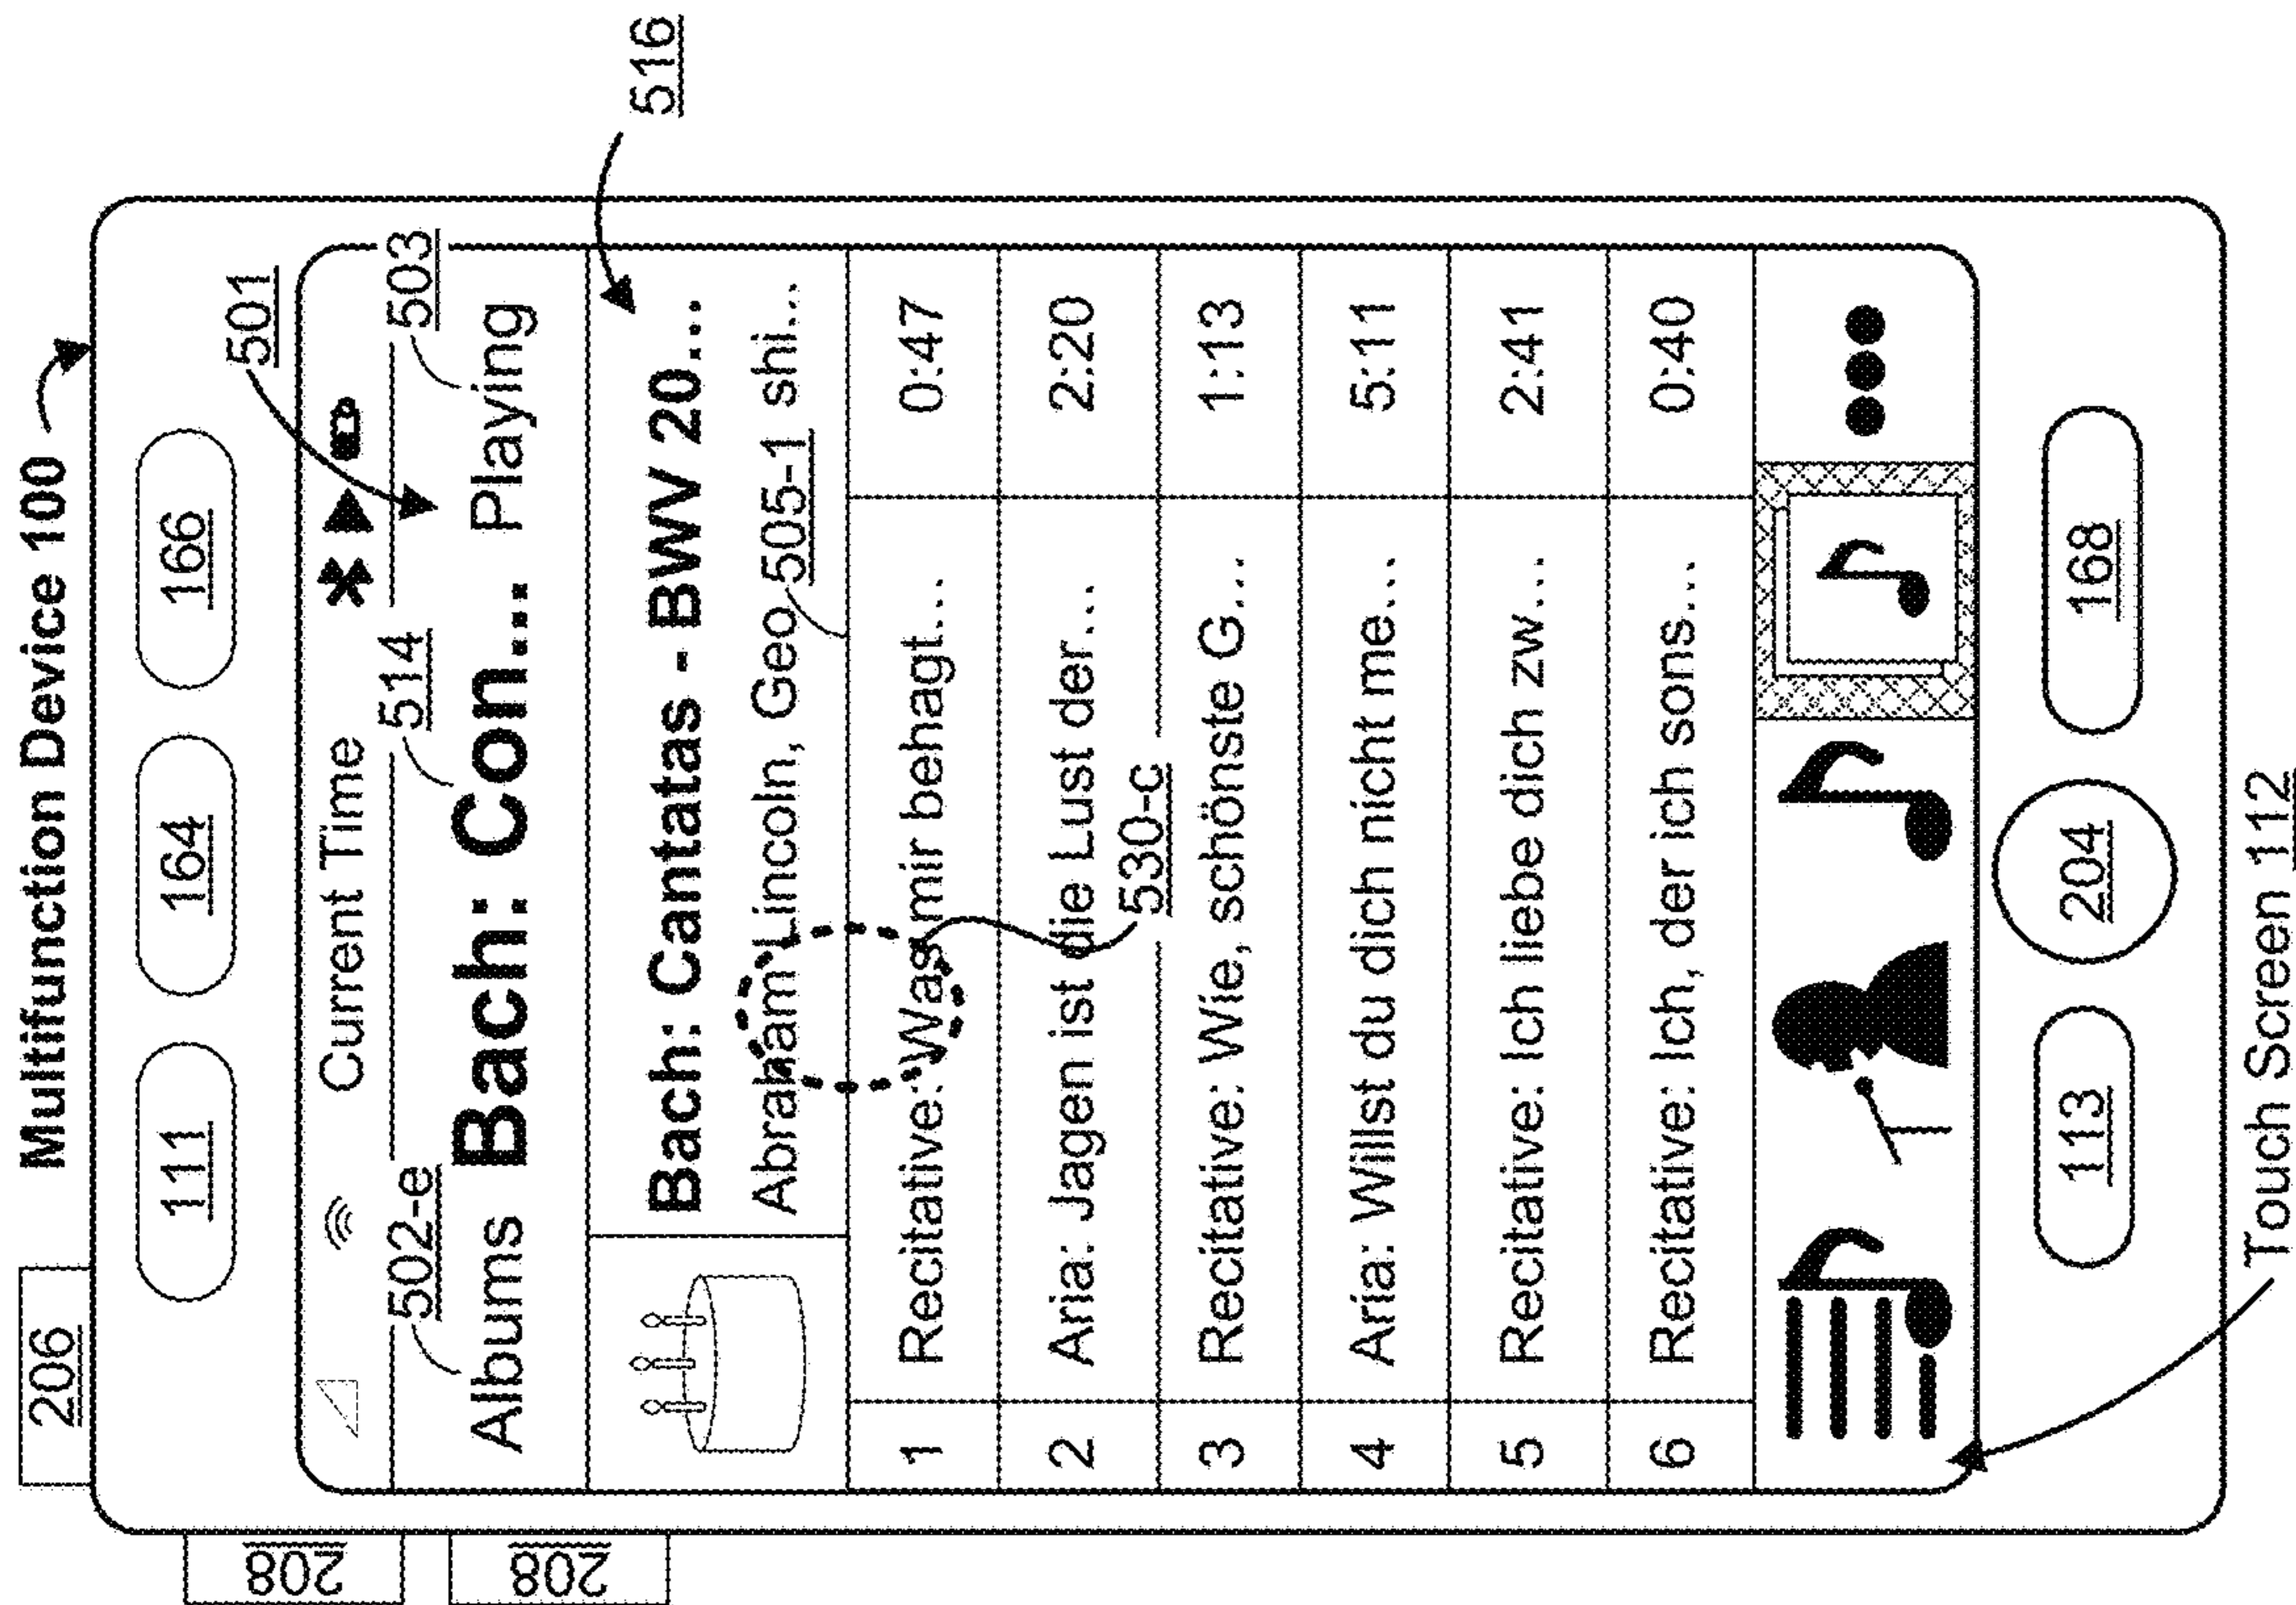 Multifunction Device 100
206
208
208
111
164
166
501
Current Time
502-e
514
503
Albums
Bach: Con...
Playing
516
Bach: Cantatas - BWV 20...
Abraham Lincoln, Geo
shi...
505-1
1 Recitative: Was mir behagt... 0:47
2 Aria: Jagen ist die Lust der... 2:20
530-c
3 Recitative: Wie, schönste G... 1:13
4 Aria: Willst du dich nicht me... 5:11
5 Recitative: Ich liebe dich zw... 2:41
6 Recitative: Ich, der ich sons... 0:40
113
204
168
Touch Screen 112